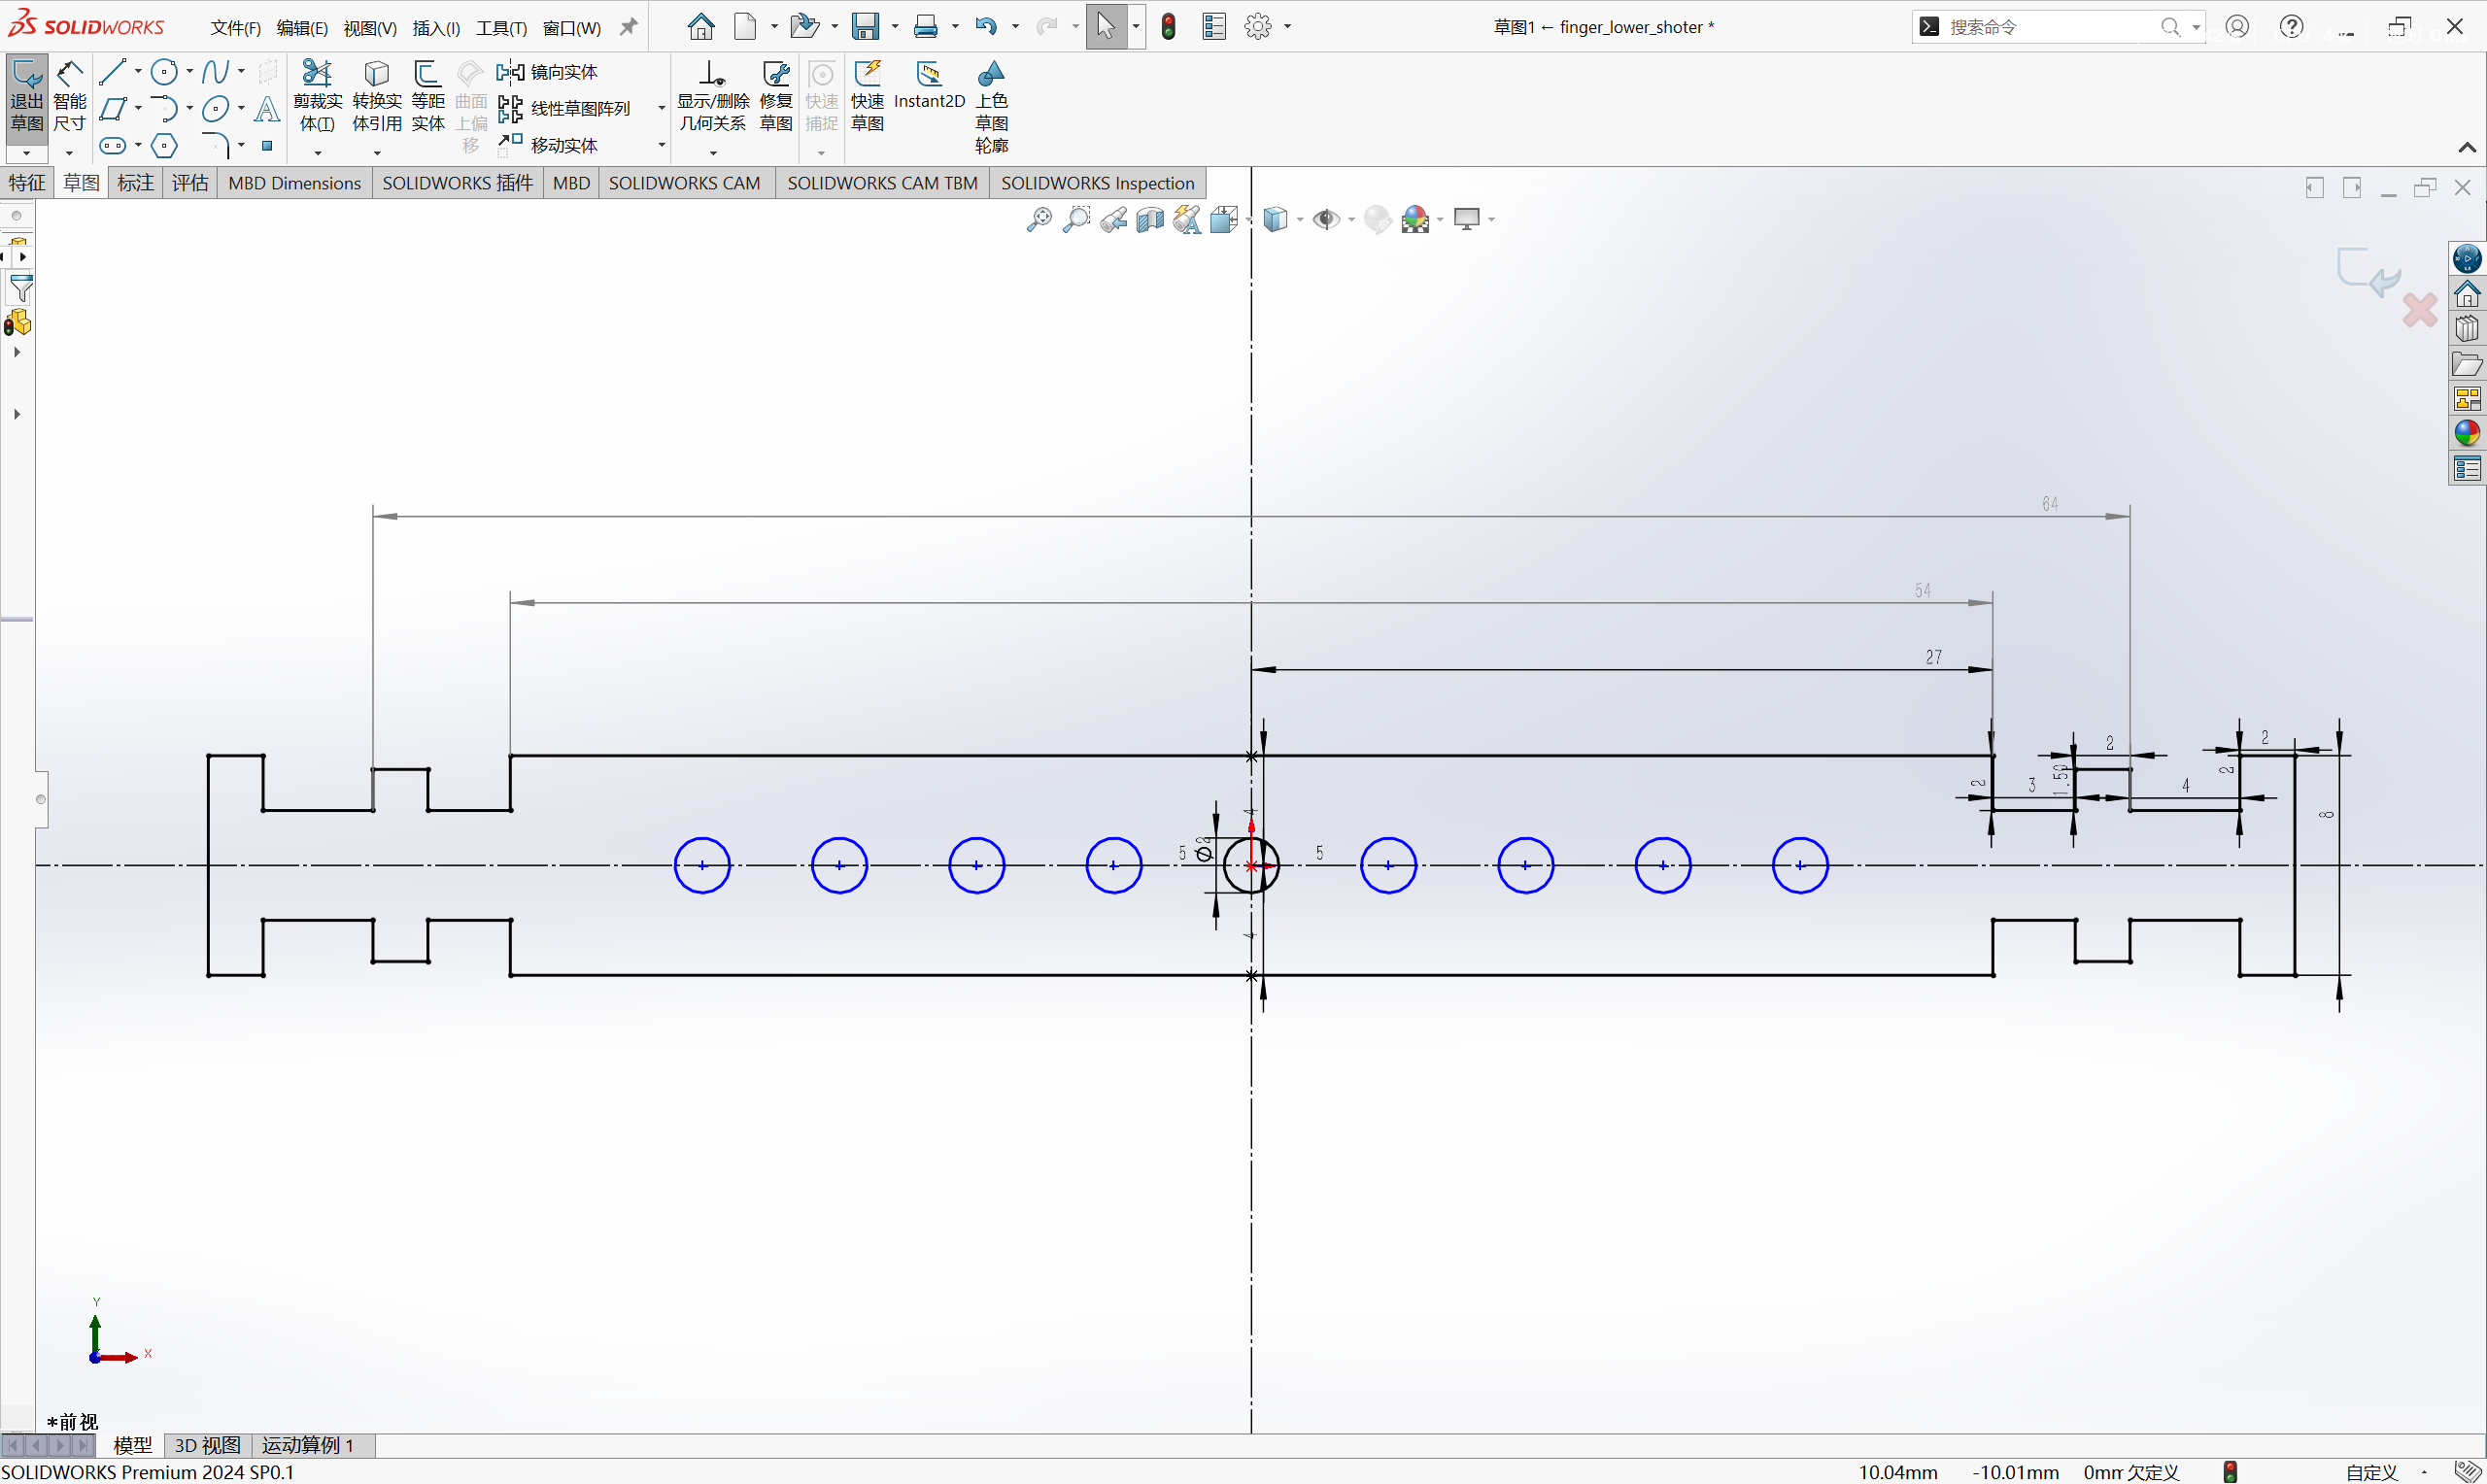 SOLIDWORKS
文件(F) 编辑(E) 视图(V) 插入(I) 工具(T) 窗口(W)
草图1 ← finger_lower_shoter *
搜索命令
退出草图
智能尺寸
剪裁实体(T)
转换实体引用
等距实体
曲面上偏移
镜向实体
线性草图阵列
移动实体
显示/删除几何关系
修复草图
快速捕捉
快速草图
Instant2D
上色草图轮廓
特征 草图 标注 评估 MBD Dimensions SOLIDWORKS 插件 MBD SOLIDWORKS CAM SOLIDWORKS CAM TBM SOLIDWORKS Inspection
64
54
27
2
2
2
3
1.50
4
2
8
4
5
Ø2
5
4
Y
X
*前视
模型 3D 视图 运动算例 1
SOLIDWORKS Premium 2024 SP0.1
10.04mm -10.01mm 0mm 欠定义 自定义